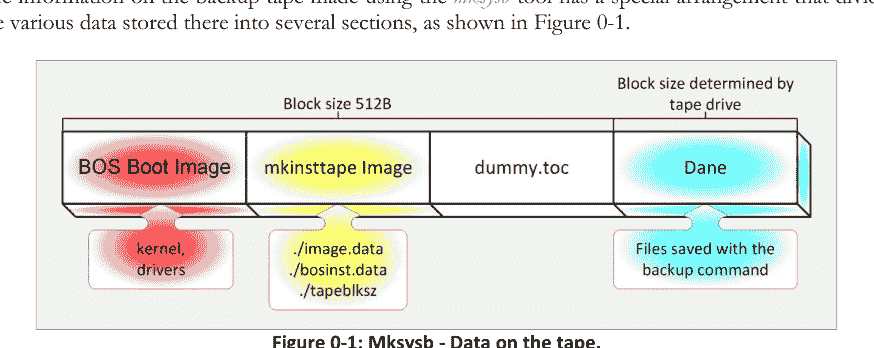 information on the backup tape made using the mksysb tool has a special arrangement that
various data stored there into several sections, as shown in Figure 0-1.
Block size 512B
Block size determined by
tape drive
BOS Boot Image
mkinsttape Image
dummy.toc
Dane
kernel,
drivers
./image.data
./bosinst.data
./tapeblksz
Files saved with the
backup command
Figure 0-1: Mksysb - Data on the tape.